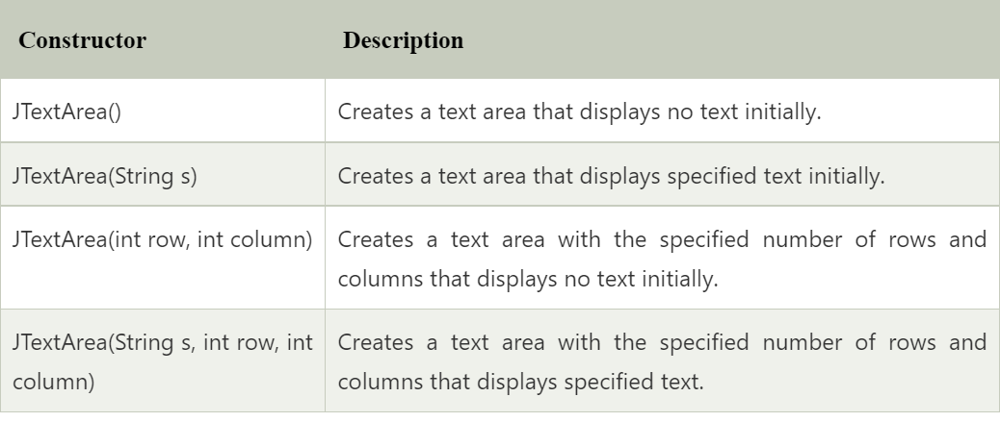 Constructor Description
JTextArea() Creates a text area that displays no text initially.
JTextArea(String s) Creates a text area that displays specified text initially.
JTextArea(int row, int column) Creates a text area with the specified number of rows and
columns that displays no text initially.
JTextArea(String s, int row, int Creates a text area with the specified number of rows and
column) columns that displays specified text.